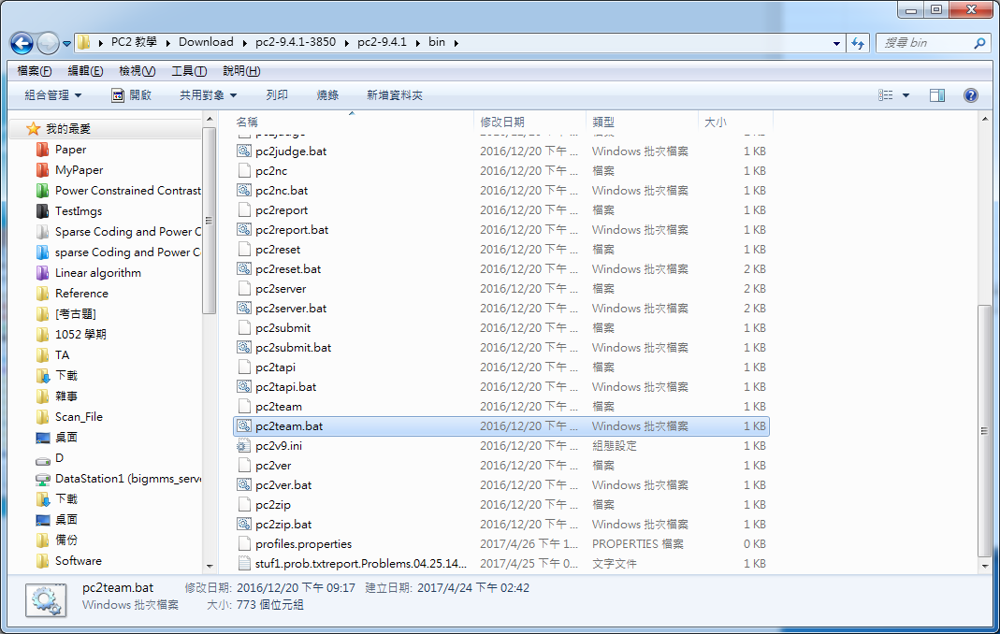 PC2 教學 ▸ Download ▸ pc2-9.4.1-3850 ▸ pc2-9.4.1 ▸ bin ▸
搜尋 bin
檔案(F) 編輯(E) 檢視(V) 工具(T) 說明(H)
組合管理 開啟 共用對象 列印 燒錄 新增資料夾
我的最愛
Paper
MyPaper
Power Constrained Contrast
TestImgs
Sparse Coding and Power C
sparse Coding and Power C
Linear algorithm
Reference
[考古題]
1052 學期
TA
下載
雜事
Scan_File
桌面
D
DataStation1 (bigmms_serve
下載
桌面
備份
Software
名稱 修改日期 類型 大小
pc2judge 檔案
pc2judge.bat 2016/12/20 下午 ... Windows 批次檔案 1 KB
pc2nc 2016/12/20 下午 ... 檔案 1 KB
pc2nc.bat 2016/12/20 下午 ... Windows 批次檔案 1 KB
pc2report 2016/12/20 下午 ... 檔案 1 KB
pc2report.bat 2016/12/20 下午 ... Windows 批次檔案 1 KB
pc2reset 2016/12/20 下午 ... 檔案 1 KB
pc2reset.bat 2016/12/20 下午 ... Windows 批次檔案 2 KB
pc2server 2016/12/20 下午 ... 檔案 2 KB
pc2server.bat 2016/12/20 下午 ... Windows 批次檔案 2 KB
pc2submit 2016/12/20 下午 ... 檔案 1 KB
pc2submit.bat 2016/12/20 下午 ... Windows 批次檔案 1 KB
pc2tapi 2016/12/20 下午 ... 檔案 1 KB
pc2tapi.bat 2016/12/20 下午 ... Windows 批次檔案 1 KB
pc2team 2016/12/20 下午 ... 檔案 1 KB
pc2team.bat 2016/12/20 下午 ... Windows 批次檔案 1 KB
pc2v9.ini 2016/12/20 下午 ... 組態設定 1 KB
pc2ver 2016/12/20 下午 ... 檔案 1 KB
pc2ver.bat 2016/12/20 下午 ... Windows 批次檔案 1 KB
pc2zip 2016/12/20 下午 ... 檔案 1 KB
pc2zip.bat 2016/12/20 下午 ... Windows 批次檔案 1 KB
profiles.properties 2017/4/26 下午 1... PROPERTIES 檔案 0 KB
stuf1.prob.txtreport.Problems.04.25.14... 2017/4/25 下午 0... 文字文件 1 KB
pc2team.bat 修改日期: 2016/12/20 下午 09:17 建立日期: 2017/4/24 下午 02:42
Windows 批次檔案 大小: 773 個位元組